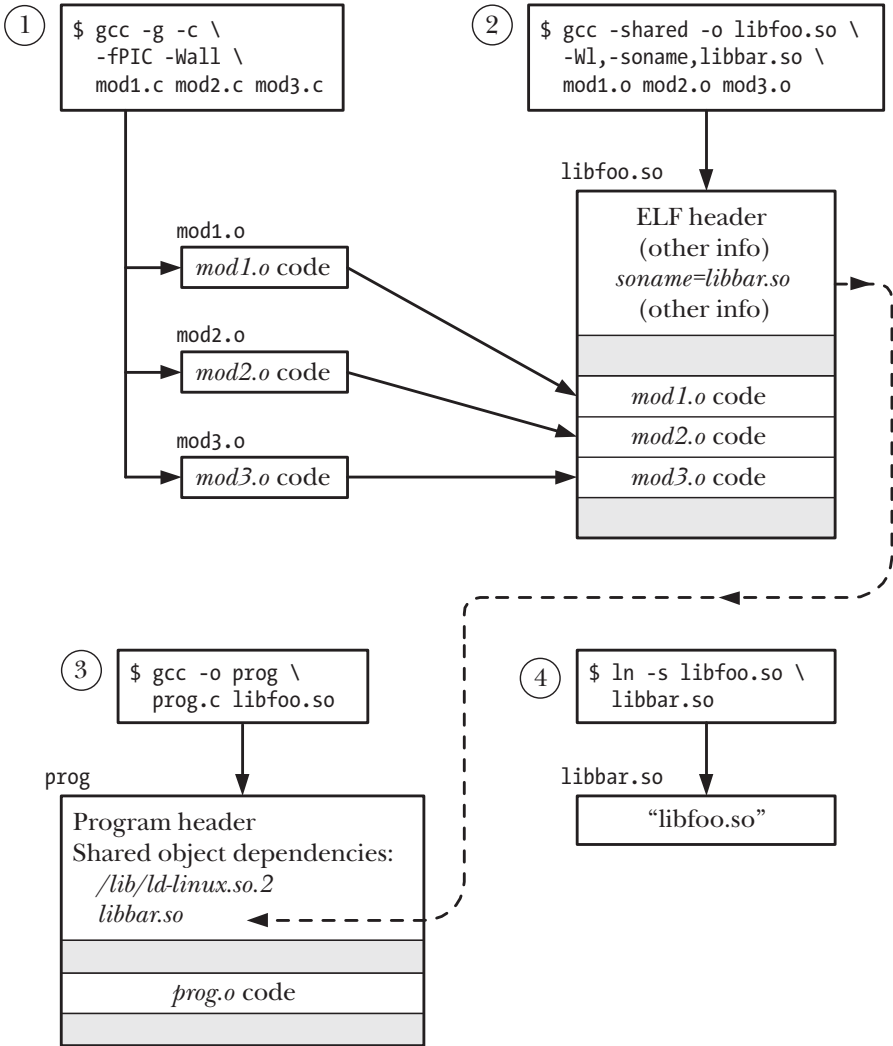 1
$ gcc -g -c \
-fPIC -Wall \
mod1.c mod2.c mod3.c
2
$ gcc -shared -o libfoo.so \
-Wl,-soname,libbar.so \
mod1.o mod2.o mod3.o
libfoo.so
ELF header
(other info)
soname=libbar.so
(other info)
mod1.o code
mod2.o code
mod3.o code
mod1.o
mod1.o code
mod2.o
mod2.o code
mod3.o
mod3.o code
3
$ gcc -o prog \
prog.c libfoo.so
prog
Program header
Shared object dependencies:
/lib/ld-linux.so.2
libbar.so
prog.o code
4
$ ln -s libfoo.so \
libbar.so
libbar.so
“libfoo.so”